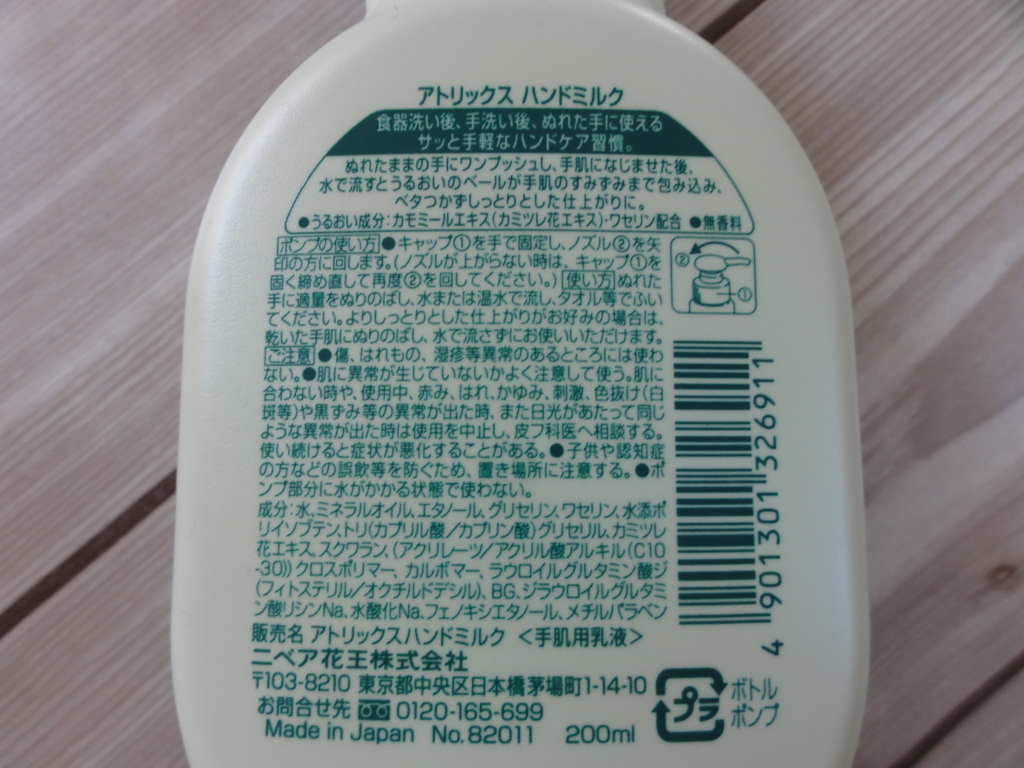 アトリックス ハンドミルク
食器洗い後、手洗い後、ぬれた手に使える
サッと手軽なハンドケア習慣。
ぬれたままの手にワンプッシュし、手肌になじませた後、
水で流すとうるおいのベールが手肌のすみずみまで包み込み、
ベタつかずしっとりとした仕上がりに。
●うるおい成分：カモミールエキス（カミツレ花エキス）・ワセリン配合 ●無香料
ポンプの使い方 ●キャップ①を手で固定し、ノズル②を矢
印の方に回します。（ノズルが上がらない時は、キャップ①を
固く締め直して再度②を回してください。） 使い方 ぬれた
手に適量をぬりのばし、水または温水で流し、タオル等でふい
てください。よりしっとりとした仕上がりがお好みの場合は、
乾いた手肌にぬりのばし、水で流さずにお使いいただけます。
ご注意 ●傷、はれもの、湿疹等異常のあるところには使わ
ない。●肌に異常が生じていないかよく注意して使う。肌に
合わない時や、使用中、赤み、はれ、かゆみ、刺激、色抜け（白
斑等）や黒ずみ等の異常が出た時、また日光があたって同じ
ような異常が出た時は使用を中止し、皮フ科医へ相談する。
使い続けると症状が悪化することがある。●子供や認知症
の方などの誤飲等を防ぐため、置き場所に注意する。●ポ
ンプ部分に水がかかる状態で使わない。
成分：水、ミネラルオイル、エタノール、グリセリン、ワセリン、水添ポ
リイソブテン、トリ（カプリル酸／カプリン酸）グリセリル、カミツレ
花エキス、スクワラン、（アクリレーツ／アクリル酸アルキル（C10
-30））クロスポリマー、カルボマー、ラウロイルグルタミン酸ジ
（フィトステリル／オクチルドデシル）、BG、ジラウロイルグルタミ
ン酸リシンNa、水酸化Na、フェノキシエタノール、メチルパラベン
販売名 アトリックスハンドミルク ＜手肌用乳液＞
ニベア花王株式会社
〒103-8210 東京都中央区日本橋茅場町1-14-10
お問合せ先 0120-165-699
Made in Japan No.82011 200ml
②
①
4 901301 326911
プラ
ボトル
ポンプ